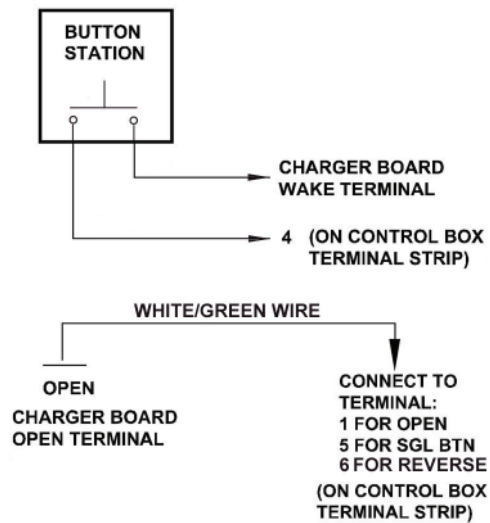 BUTTON
STATION
CHARGER BOARD
WAKE TERMINAL
4 (ON CONTROL BOX
TERMINAL STRIP)
WHITE/GREEN WIRE
OPEN
CHARGER BOARD
OPEN TERMINAL
CONNECT TO
TERMINAL:
1 FOR OPEN
5 FOR SGL BTN
6 FOR REVERSE
(ON CONTROL BOX
TERMINAL STRIP)